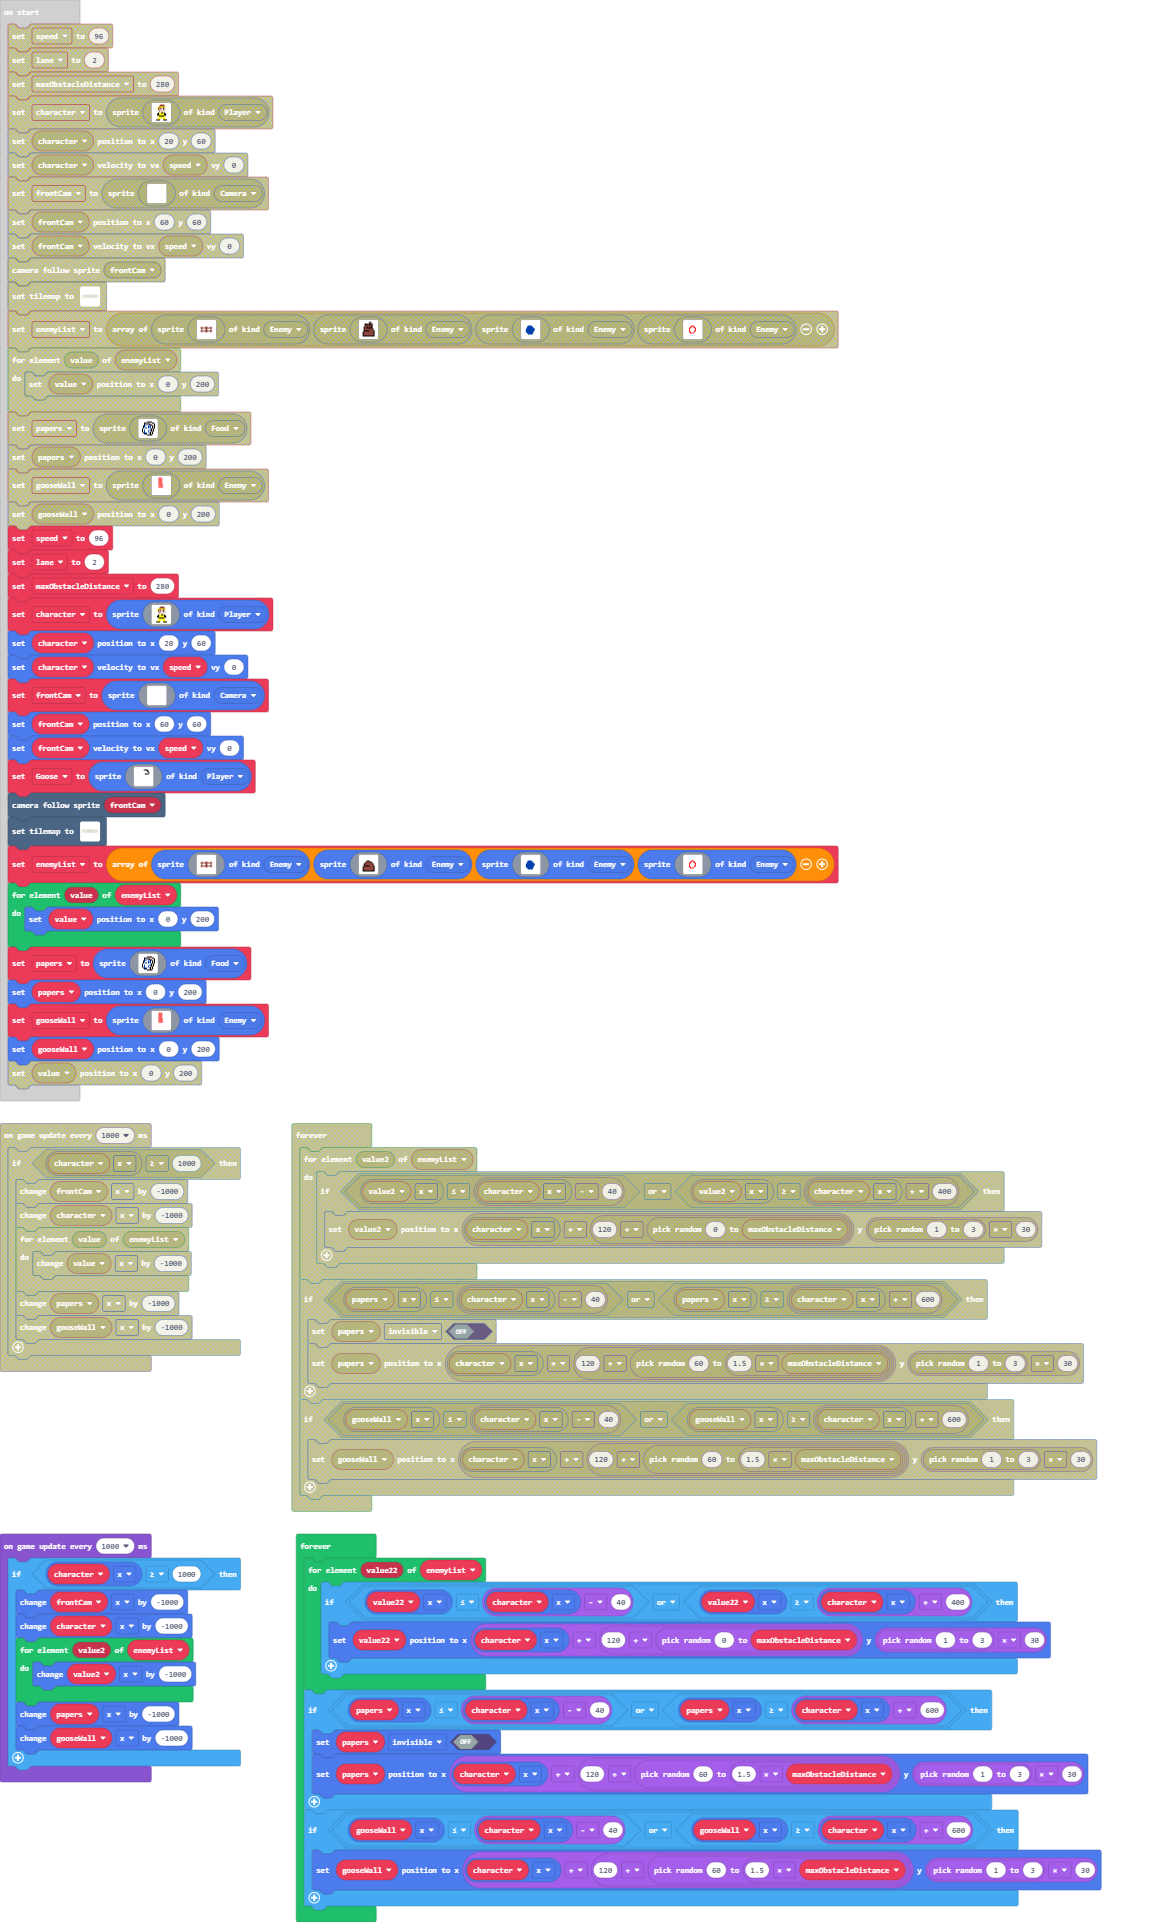 on start
set speed to 96
set lane to 2
set maxObstacleDistance to 280
set character to sprite of kind Player
set character position to x 20 y 60
set character velocity to vx speed vy 0
set frontCam to sprite of kind Camera
set frontCam position to x 60 y 60
set frontCam velocity to vx speed vy 0
camera follow sprite frontCam
set tilemap to
set enemyList to array of sprite of kind Enemy sprite of kind Enemy sprite of kind Enemy sprite of kind Enemy
for element value of enemyList
do set value position to x 0 y 200
set papers to sprite of kind Food
set papers position to x 0 y 200
set gooseWall to sprite of kind Enemy
set gooseWall position to x 0 y 200
set speed to 96
set lane to 2
set maxObstacleDistance to 280
set character to sprite of kind Player
set character position to x 20 y 60
set character velocity to vx speed vy 0
set frontCam to sprite of kind Camera
set frontCam position to x 60 y 60
set frontCam velocity to vx speed vy 0
set Goose to sprite of kind Player
camera follow sprite frontCam
set tilemap to
set enemyList to array of sprite of kind Enemy sprite of kind Enemy sprite of kind Enemy sprite of kind Enemy
for element value of enemyList
do set value position to x 0 y 200
set papers to sprite of kind Food
set papers position to x 0 y 200
set gooseWall to sprite of kind Enemy
set gooseWall position to x 0 y 200
set value position to x 0 y 200
on game update every 1000 ms
if character x ≥ 1000 then
change frontCam x by -1000
change character x by -1000
for element value of enemyList
do change value x by -1000
change papers x by -1000
change gooseWall x by -1000
forever
for element value2 of enemyList
do if value2 x ≤ character x - 40 or value2 x ≥ character x + 400 then
set value2 position to x character x + 120 + pick random 0 to maxObstacleDistance y pick random 1 to 3 × 30
if papers x ≤ character x - 40 or papers x ≥ character x + 600 then
set papers invisible OFF
set papers position to x character x + 120 + pick random 60 to 1.5 × maxObstacleDistance y pick random 1 to 3 × 30
if gooseWall x ≤ character x - 40 or gooseWall x ≥ character x + 600 then
set gooseWall position to x character x + 120 + pick random 60 to 1.5 × maxObstacleDistance y pick random 1 to 3 × 30
on game update every 1000 ms
if character x ≥ 1000 then
change frontCam x by -1000
change character x by -1000
for element value2 of enemyList
do change value2 x by -1000
change papers x by -1000
change gooseWall x by -1000
forever
for element value22 of enemyList
do if value22 x ≤ character x - 40 or value22 x ≥ character x + 400 then
set value22 position to x character x + 120 + pick random 0 to maxObstacleDistance y pick random 1 to 3 × 30
if papers x ≤ character x - 40 or papers x ≥ character x + 600 then
set papers invisible OFF
set papers position to x character x + 120 + pick random 60 to 1.5 × maxObstacleDistance y pick random 1 to 3 × 30
if gooseWall x ≤ character x - 40 or gooseWall x ≥ character x + 600 then
set gooseWall position to x character x + 120 + pick random 60 to 1.5 × maxObstacleDistance y pick random 1 to 3 × 30